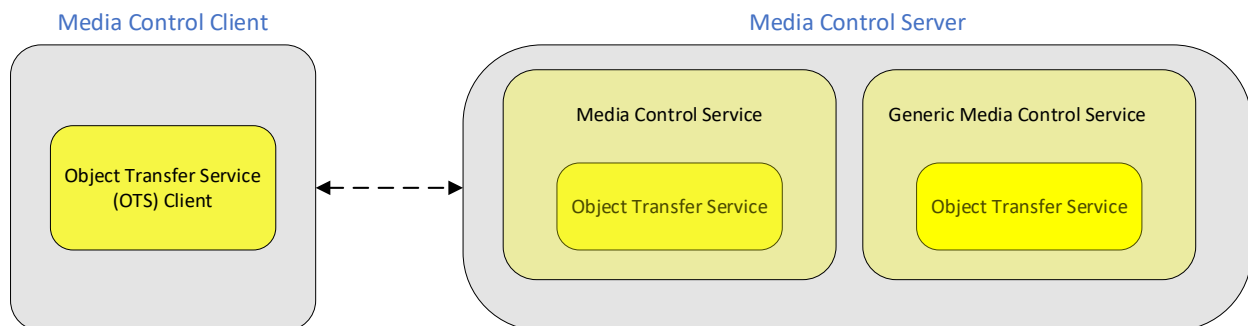 Media Control Client
Media Control Server
Media Control Service
Generic Media Control Service
Object Transfer Service
(OTS) Client
Object Transfer Service
Object Transfer Service